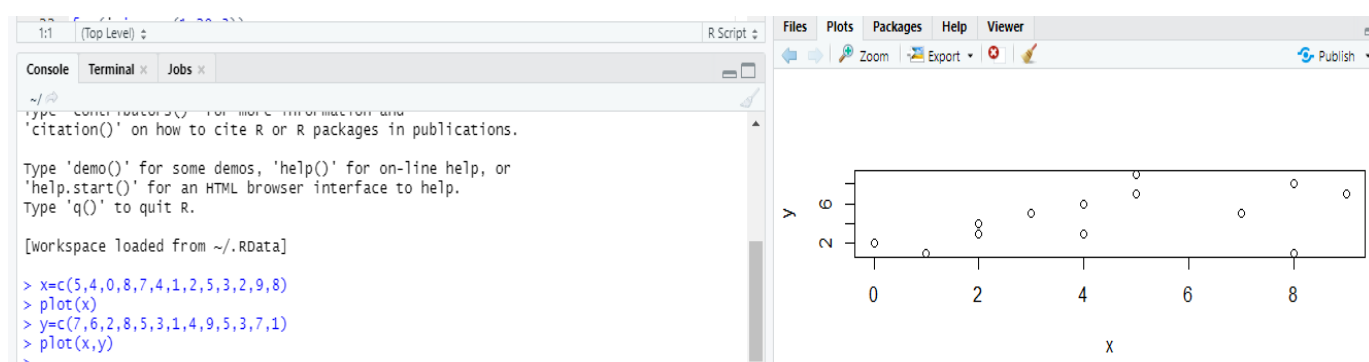 1:1 (Top Level) R Script
Console Terminal × Jobs ×
~/
'citation()' on how to cite R or R packages in publications.
Type 'demo()' for some demos, 'help()' for on-line help, or
'help.start()' for an HTML browser interface to help.
Type 'q()' to quit R.
[Workspace loaded from ~/.RData]
> x=c(5,4,0,8,7,4,1,2,5,3,2,9,8)
> plot(x)
> y=c(7,6,2,8,5,3,1,4,9,5,3,7,1)
> plot(x,y)
>
Files Plots Packages Help Viewer
Zoom Export Publish
y
6
2
0 2 4 6 8
x